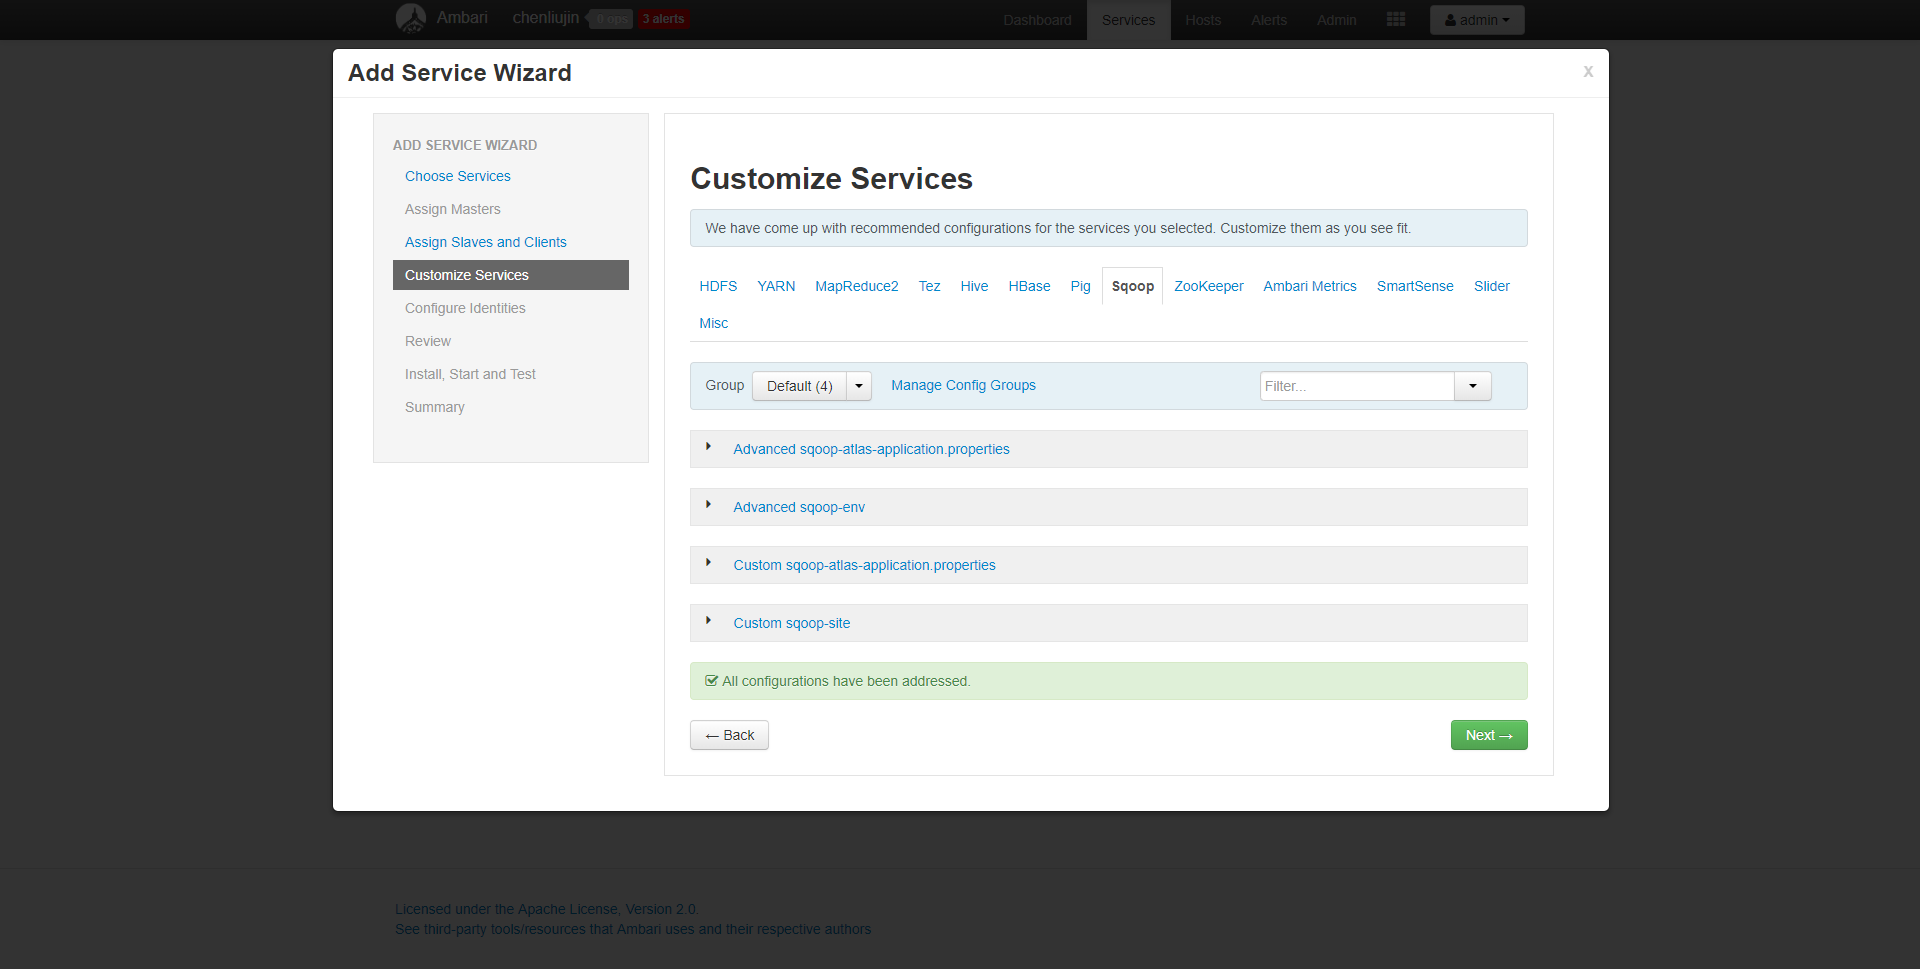 Ambari chenliujin 0 ops 3 alerts Dashboard Services Hosts Alerts Admin admin
Add Service Wizard x
ADD SERVICE WIZARD
Choose Services
Assign Masters
Assign Slaves and Clients
Customize Services
Configure Identities
Review
Install, Start and Test
Summary
Customize Services
We have come up with recommended configurations for the services you selected. Customize them as you see fit.
HDFS YARN MapReduce2 Tez Hive HBase Pig Sqoop ZooKeeper Ambari Metrics SmartSense Slider
Misc
Group Default (4) Manage Config Groups Filter...
Advanced sqoop-atlas-application.properties
Advanced sqoop-env
Custom sqoop-atlas-application.properties
Custom sqoop-site
All configurations have been addressed.
← Back Next →
Licensed under the Apache License, Version 2.0.
See third-party tools/resources that Ambari uses and their respective authors